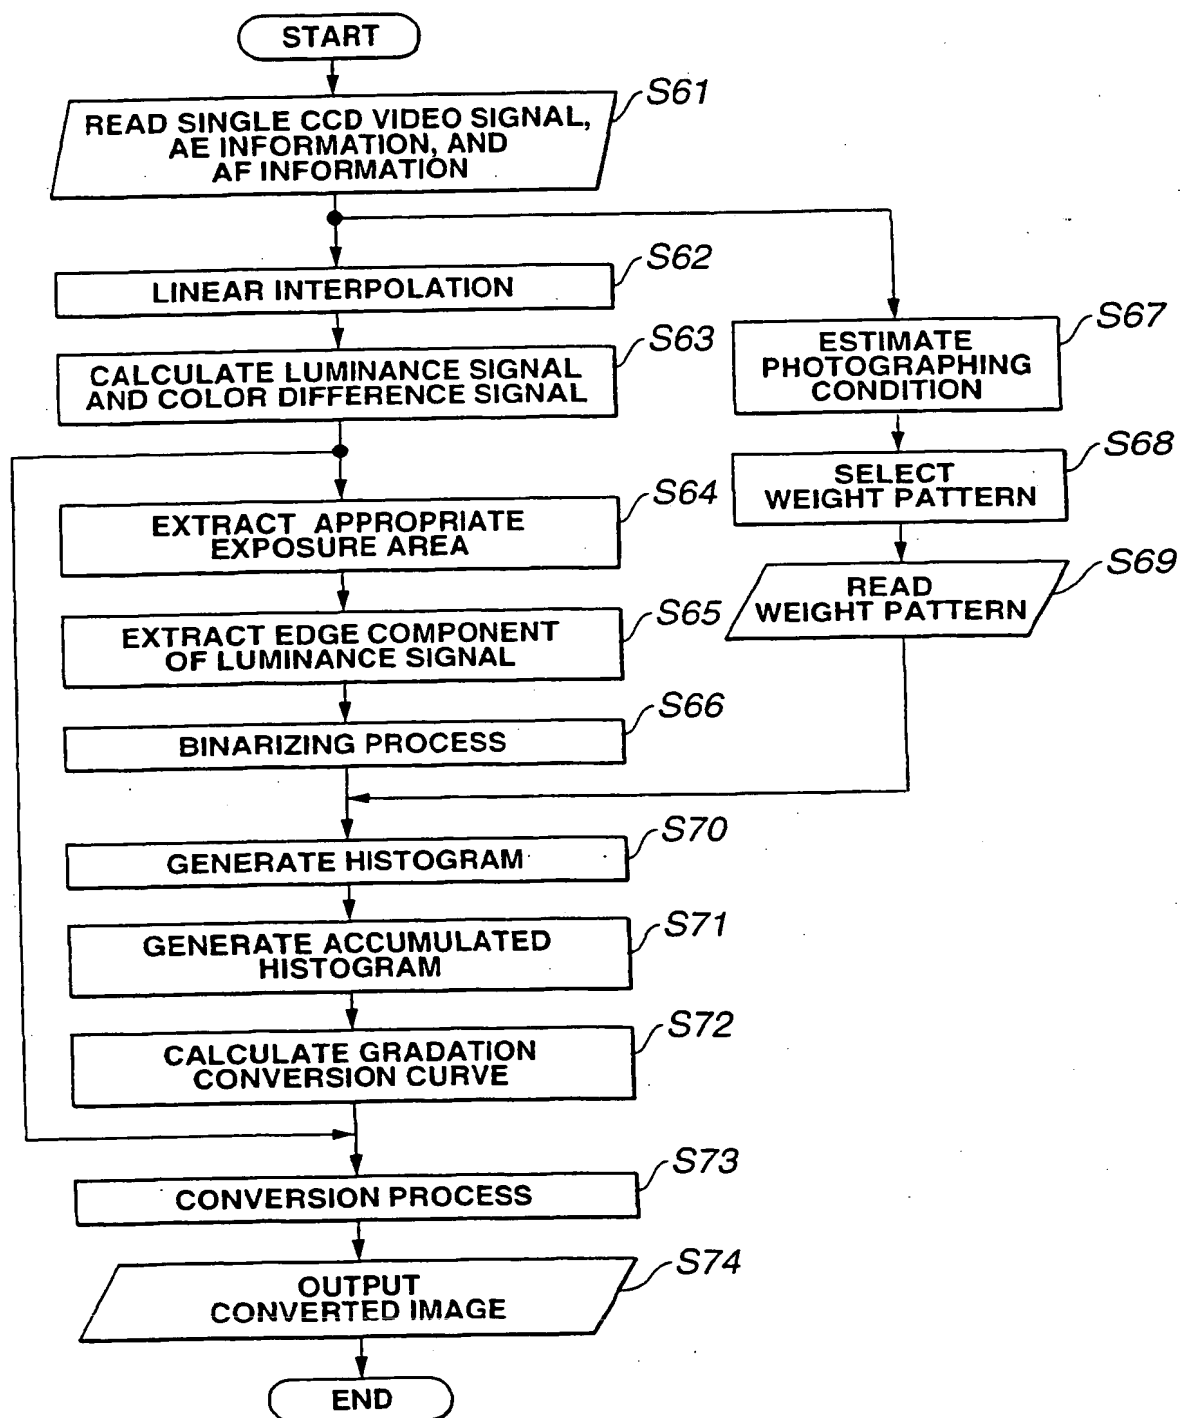 START
S61
READ SINGLE CCD VIDEO SIGNAL,
AE INFORMATION, AND
AF INFORMATION
S62
LINEAR INTERPOLATION
S63
CALCULATE LUMINANCE SIGNAL
AND COLOR DIFFERENCE SIGNAL
S67
ESTIMATE
PHOTOGRAPHING
CONDITION
S68
SELECT
WEIGHT PATTERN
S64
EXTRACT APPROPRIATE
EXPOSURE AREA
S69
READ
WEIGHT PATTERN
S65
EXTRACT EDGE COMPONENT
OF LUMINANCE SIGNAL
S66
BINARIZING PROCESS
S70
GENERATE HISTOGRAM
S71
GENERATE ACCUMULATED
HISTOGRAM
S72
CALCULATE GRADATION
CONVERSION CURVE
S73
CONVERSION PROCESS
S74
OUTPUT
CONVERTED IMAGE
END